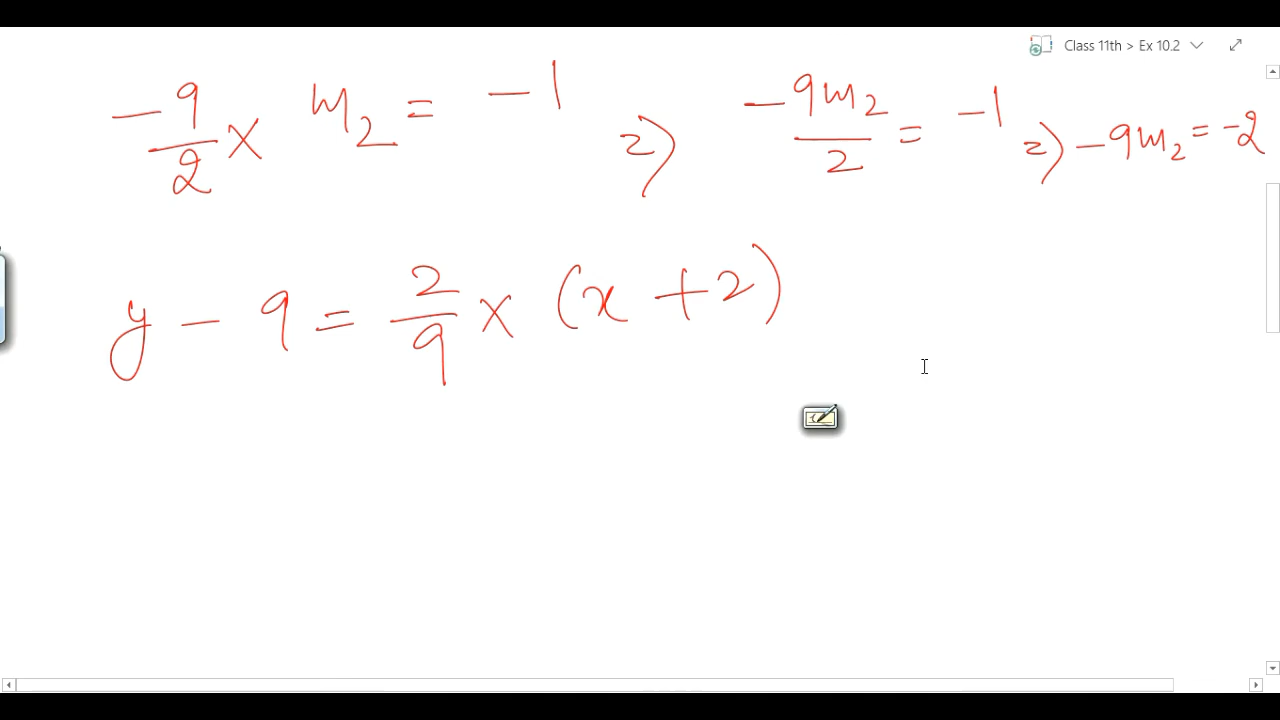 Class 11th > Ex 10.2
-9/2 × m₂ = -1 ⇒ -9m₂/2 = -1 ⇒ -9m₂ = -2
y - 9 = 2/9 × (x + 2)